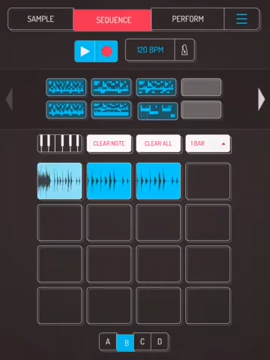 SAMPLE SEQUENCE PERFORM
120 BPM
CLEAR NOTE CLEAR ALL 1 BAR
A B C D